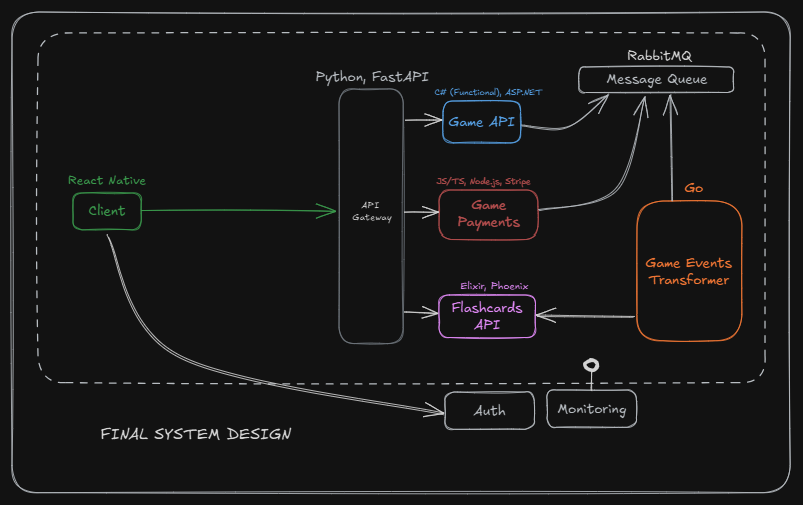 RabbitMQ
Message Queue
Python, FastAPI
C# (Functional), ASP.NET
Game API
React Native
Client
JS/TS, Node.js, Stripe
Game
Payments
API
Gateway
Go
Game Events
Transformer
Elixir, Phoenix
Flashcards
API
Auth
Monitoring
FINAL SYSTEM DESIGN